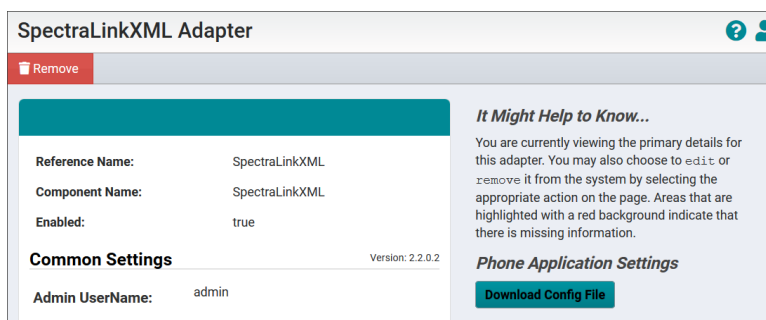 SpectraLinkXML Adapter
Remove
Reference Name: SpectraLinkXML
Component Name: SpectraLinkXML
Enabled: true
Common Settings Version: 2.2.0.2
Admin UserName: admin
It Might Help to Know...
You are currently viewing the primary details for
this adapter. You may also choose to edit or
remove it from the system by selecting the
appropriate action on the page. Areas that are
highlighted with a red background indicate that
there is missing information.
Phone Application Settings
Download Config File